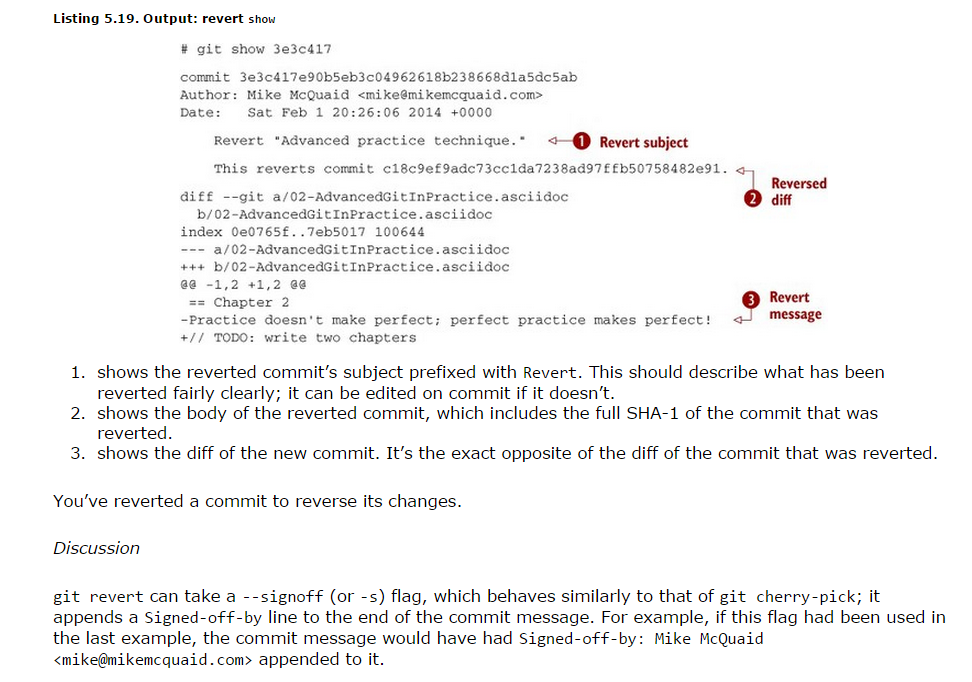 Listing 5.19. Output: revert show
# git show 3e3c417
commit 3e3c417e90b5eb3c04962618b238668d1a5dc5ab
Author: Mike McQuaid <mike@mikemcquaid.com>
Date:   Sat Feb 1 20:26:06 2014 +0000
Revert "Advanced practice technique." 1 Revert subject
This reverts commit c18c9ef9adc73cc1da7238ad97ffb50758482e91.
2 Reversed diff
diff --git a/02-AdvancedGitInPractice.asciidoc
b/02-AdvancedGitInPractice.asciidoc
index 0e0765f..7eb5017 100644
--- a/02-AdvancedGitInPractice.asciidoc
+++ b/02-AdvancedGitInPractice.asciidoc
@@ -1,2 +1,2 @@
== Chapter 2
3 Revert message
-Practice doesn't make perfect; perfect practice makes perfect!
+// TODO: write two chapters
1. shows the reverted commit’s subject prefixed with Revert. This should describe what has been
reverted fairly clearly; it can be edited on commit if it doesn’t.
2. shows the body of the reverted commit, which includes the full SHA-1 of the commit that was
reverted.
3. shows the diff of the new commit. It’s the exact opposite of the diff of the commit that was reverted.
You’ve reverted a commit to reverse its changes.
Discussion
git revert can take a --signoff (or -s) flag, which behaves similarly to that of git cherry-pick; it
appends a Signed-off-by line to the end of the commit message. For example, if this flag had been used in
the last example, the commit message would have had Signed-off-by: Mike McQuaid
<mike@mikemcquaid.com> appended to it.